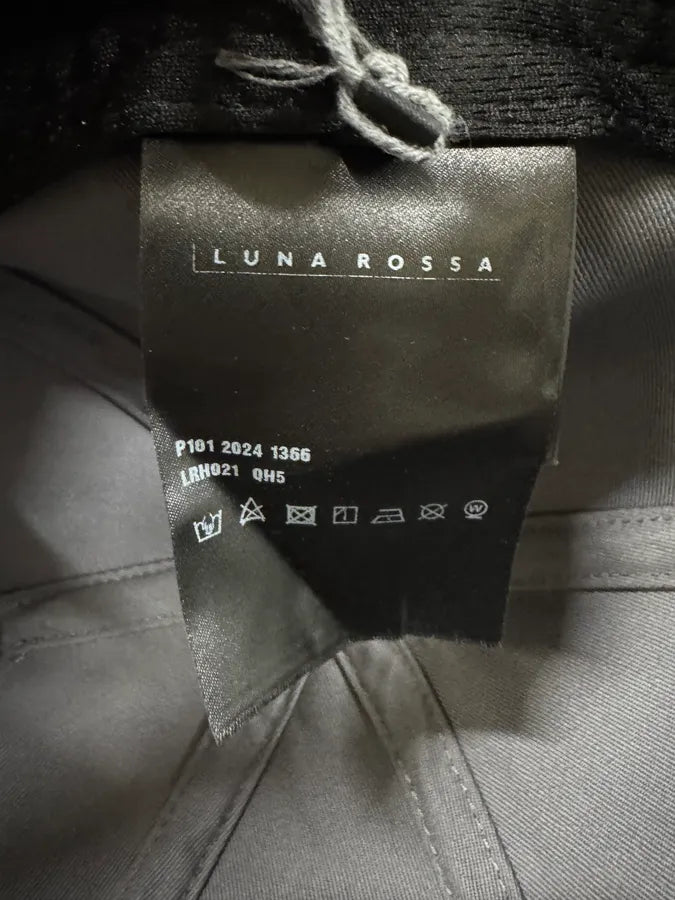 LUNA ROSSA
P101 2024 1366
LRH021 QH5
W